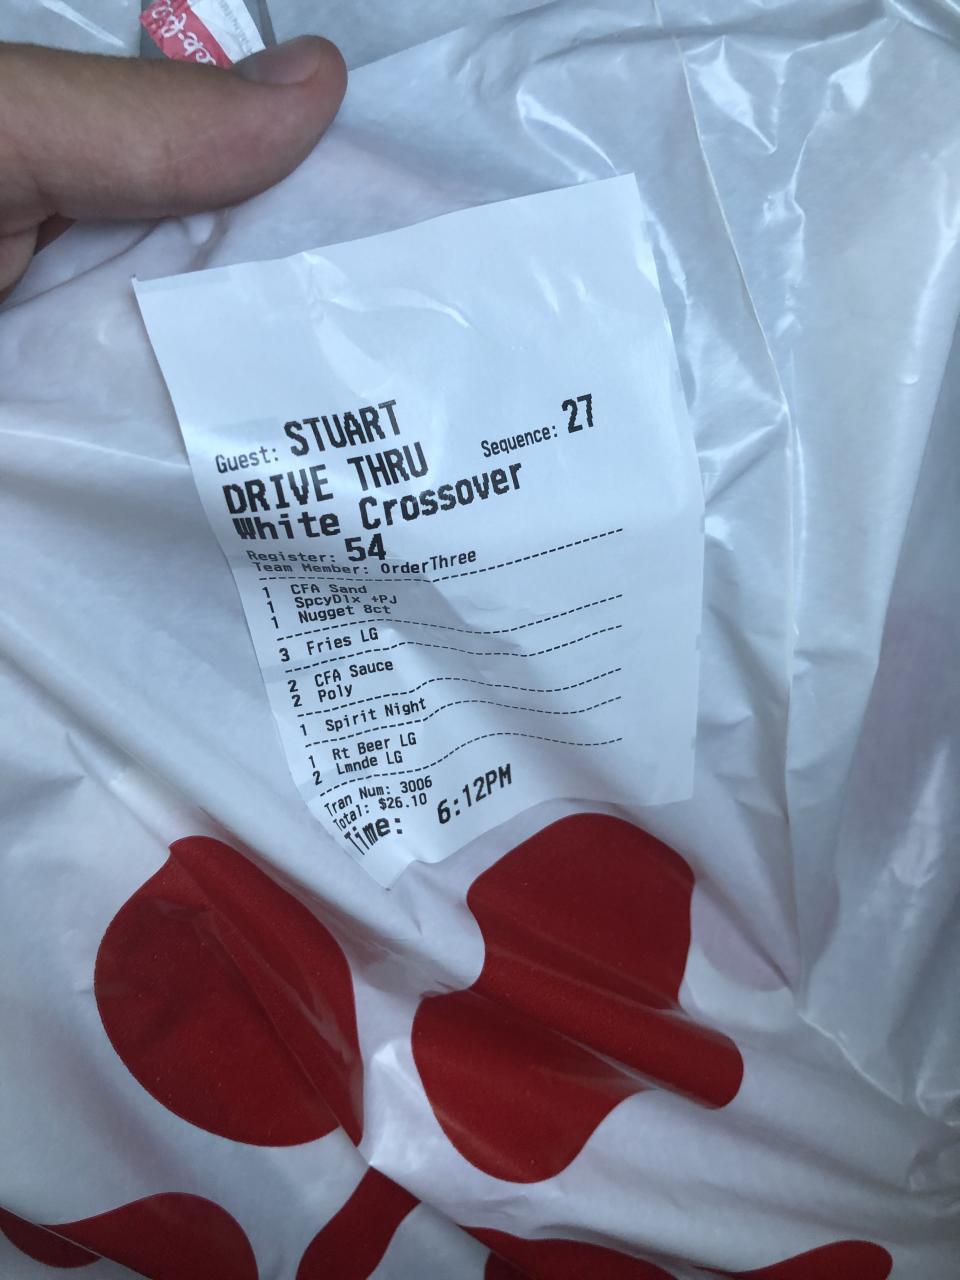 Guest: STUART
DRIVE THRU Sequence: 27
White Crossover
Register: 54
Team Member: OrderThree
1 CFA Sand
1 SpcyDlx +PJ
1 Nugget 8ct
3 Fries LG
2 CFA Sauce
2 Poly
1 Spirit Night
1 Rt Beer LG
2 Lmnde LG
Tran Num: 3006
Total: $26.10
Time: 6:12PM